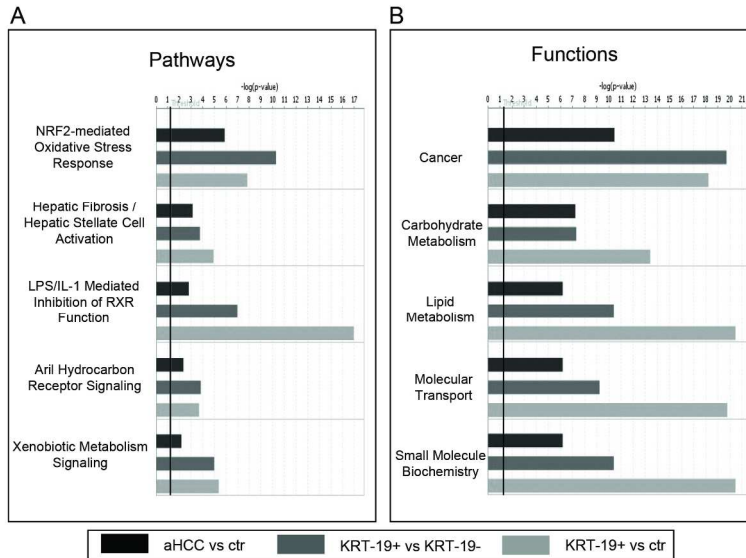 A
B
Pathways
Functions
-log(p-value)
0 1 2 3 4 5 6 7 8 9 10 11 12 13 14 15 16 17
Threshold
NRF2-mediated
Oxidative Stress
Response
Hepatic Fibrosis /
Hepatic Stellate Cell
Activation
LPS/IL-1 Mediated
Inhibition of RXR
Function
Aril Hydrocarbon
Receptor Signaling
Xenobiotic Metabolism
Signaling
-log(p-value)
0 1 2 3 4 5 6 7 8 9 10 11 12 13 14 15 16 17 18 19 20 21
Threshold
Cancer
Carbohydrate
Metabolism
Lipid
Metabolism
Molecular
Transport
Small Molecule
Biochemistry
aHCC vs ctr
KRT-19+ vs KRT-19-
KRT-19+ vs ctr